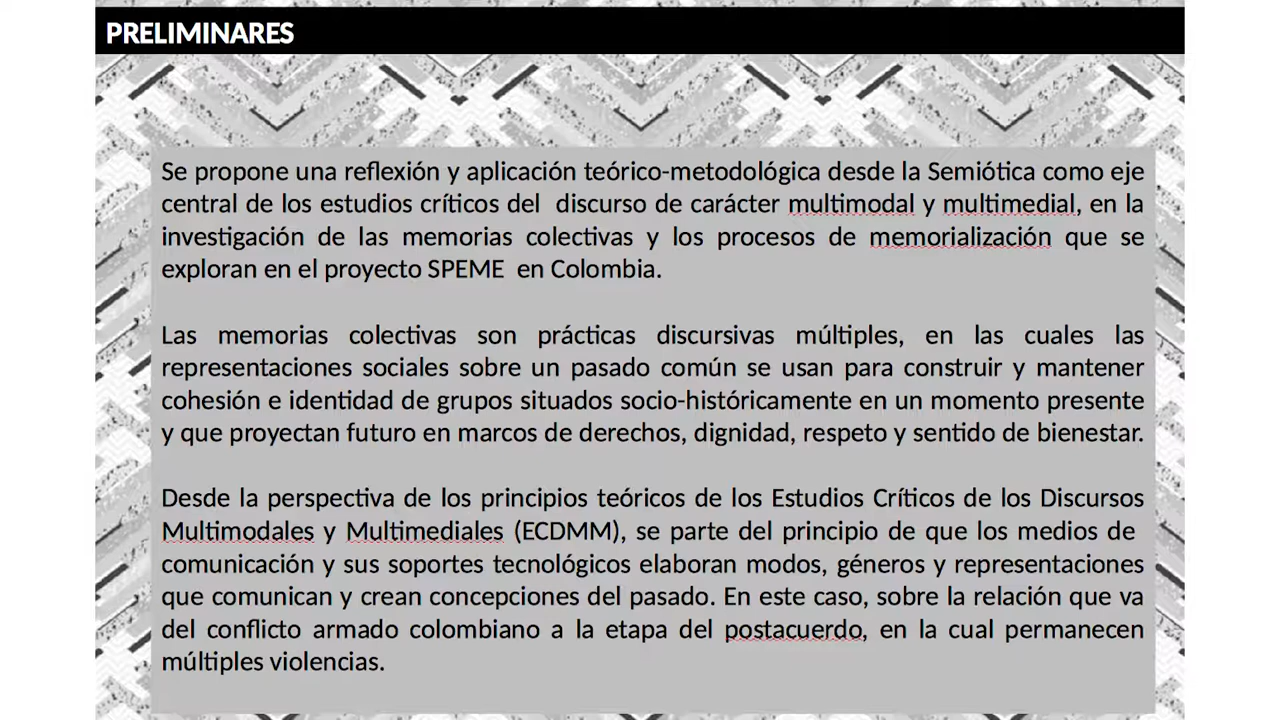 PRELIMINARES
Se propone una reflexión y aplicación teórico-metodológica desde la Semiótica como eje
central de los estudios críticos del  discurso de carácter multimodal y multimedial, en la
investigación de las memorias colectivas y los procesos de memorialización que se
exploran en el proyecto SPEME  en Colombia.
Las memorias colectivas son prácticas discursivas múltiples, en las cuales las
representaciones sociales sobre un pasado común se usan para construir y mantener
cohesión e identidad de grupos situados socio-históricamente en un momento presente
y que proyectan futuro en marcos de derechos, dignidad, respeto y sentido de bienestar.
Desde la perspectiva de los principios teóricos de los Estudios Críticos de los Discursos
Multimodales y Multimediales (ECDMM), se parte del principio de que los medios de
comunicación y sus soportes tecnológicos elaboran modos, géneros y representaciones
que comunican y crean concepciones del pasado. En este caso, sobre la relación que va
del conflicto armado colombiano a la etapa del postacuerdo, en la cual permanecen
múltiples violencias.